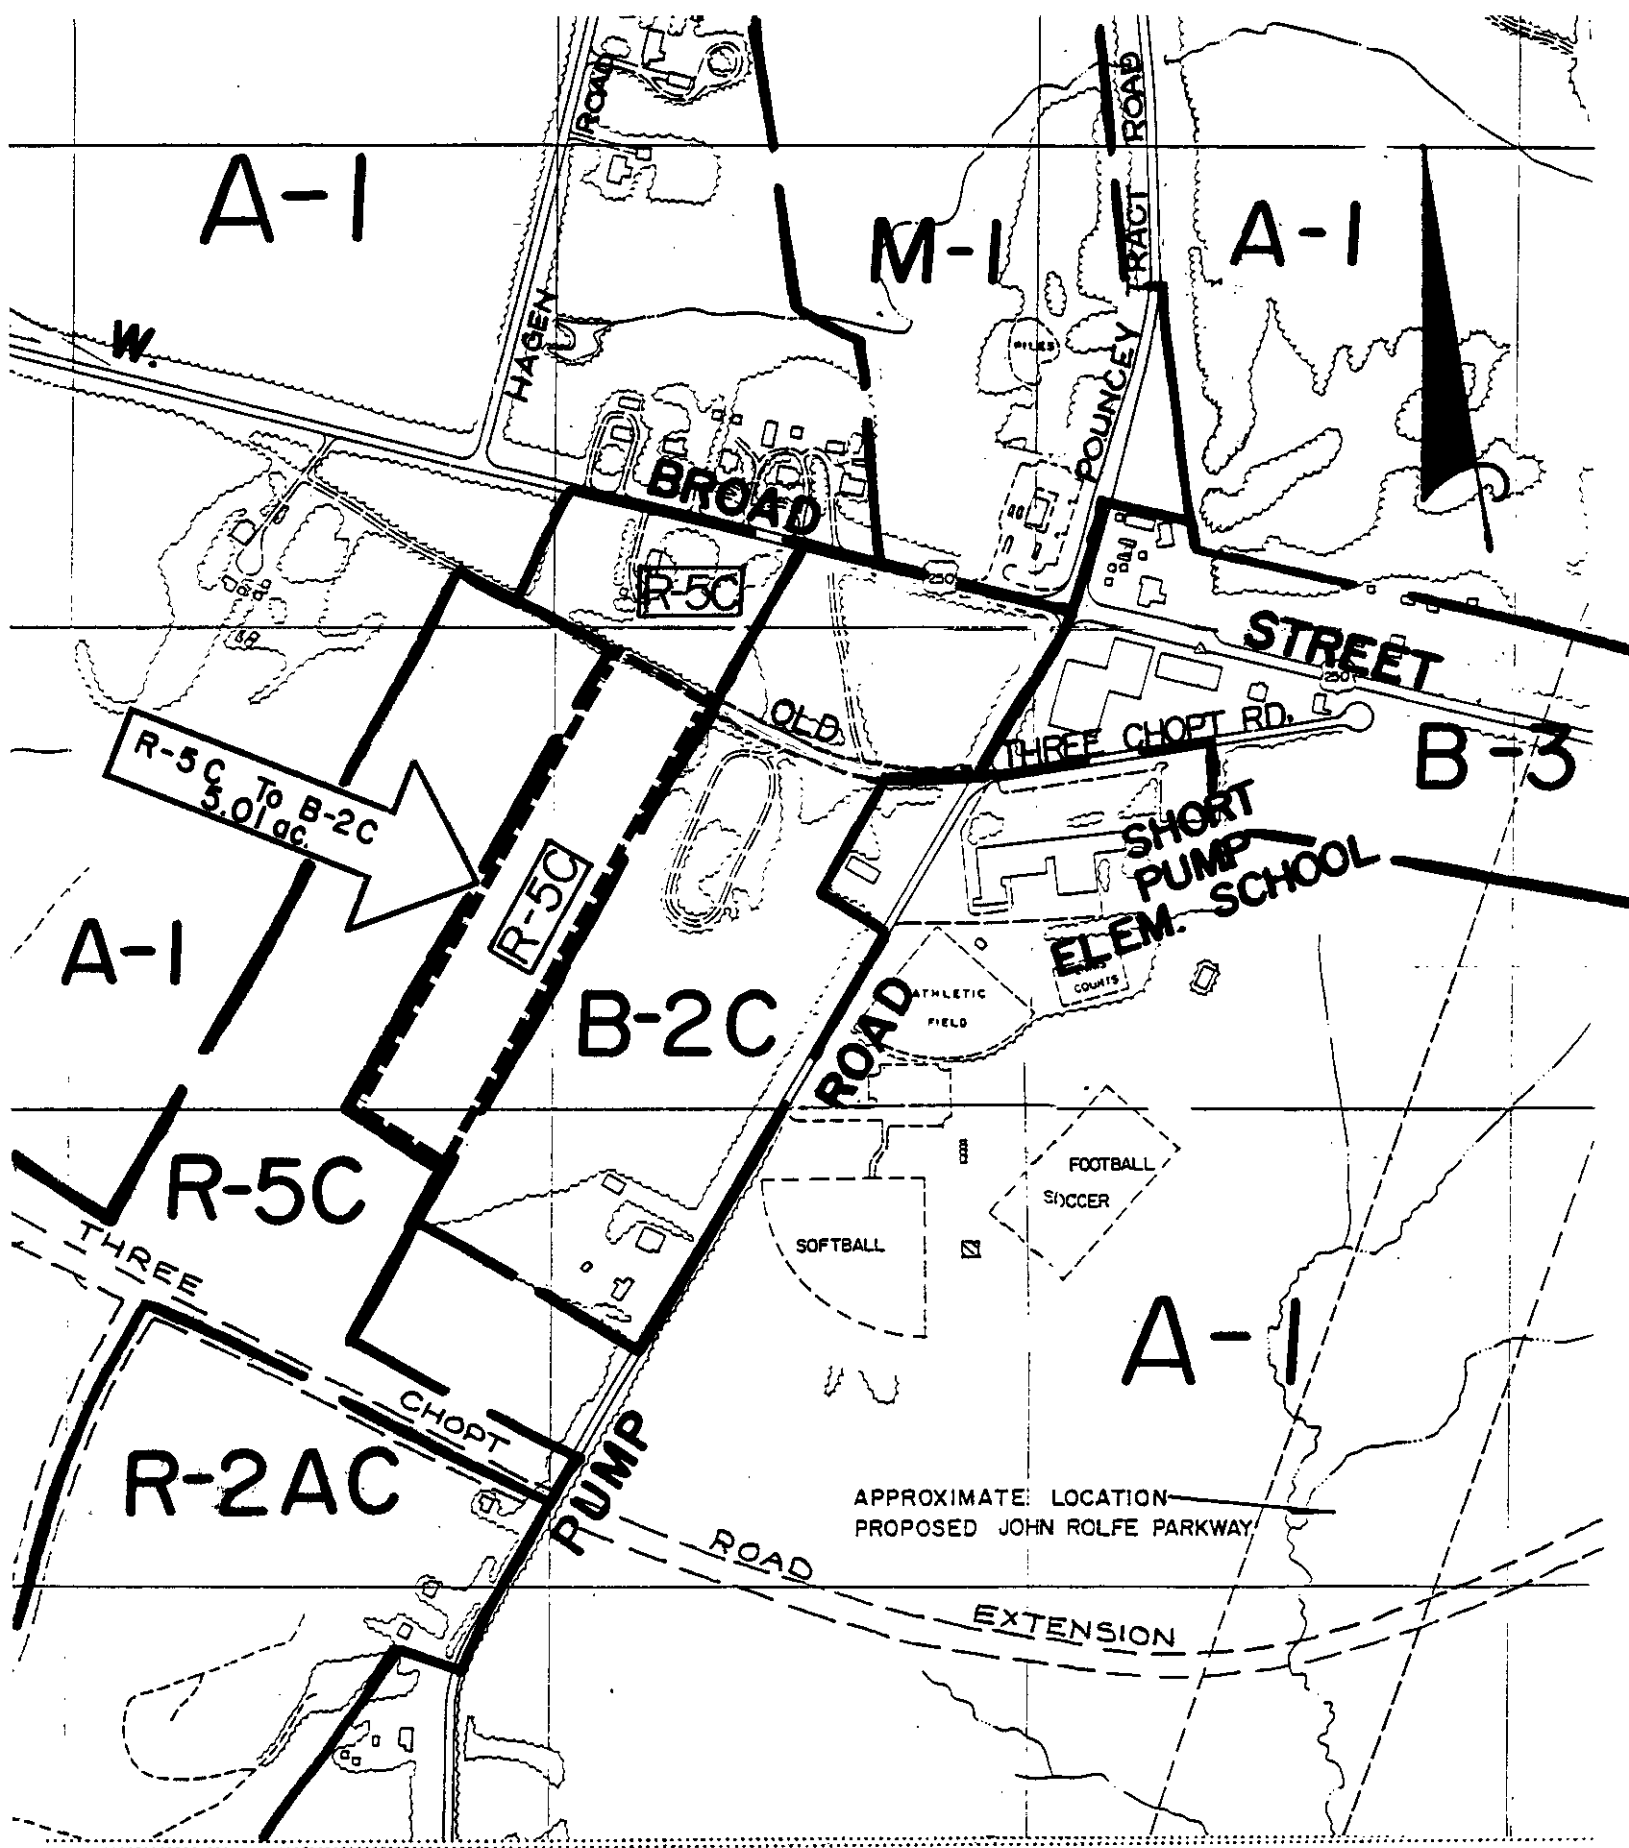 ROAD
ROAD
A-1
TRACT
M-1
A-1
W.
HAGEN
PILES
POUNCEY
BROAD
250
R-5C
STREET
250
OLD
THREE CHOPT RD.
B-3
R-5C To B-2C
5.01 ac.
SHORT
PUMP
ELEM. SCHOOL
R-5C
A-1
COURTS
ATHLETIC
FIELD
B-2C
ROAD
FOOTBALL
SOCCER
R-5C
THREE
SOFTBALL
A-1
CHOPT
PUMP
R-2AC
APPROXIMATE LOCATION
PROPOSED JOHN ROLFE PARKWAY
ROAD
EXTENSION